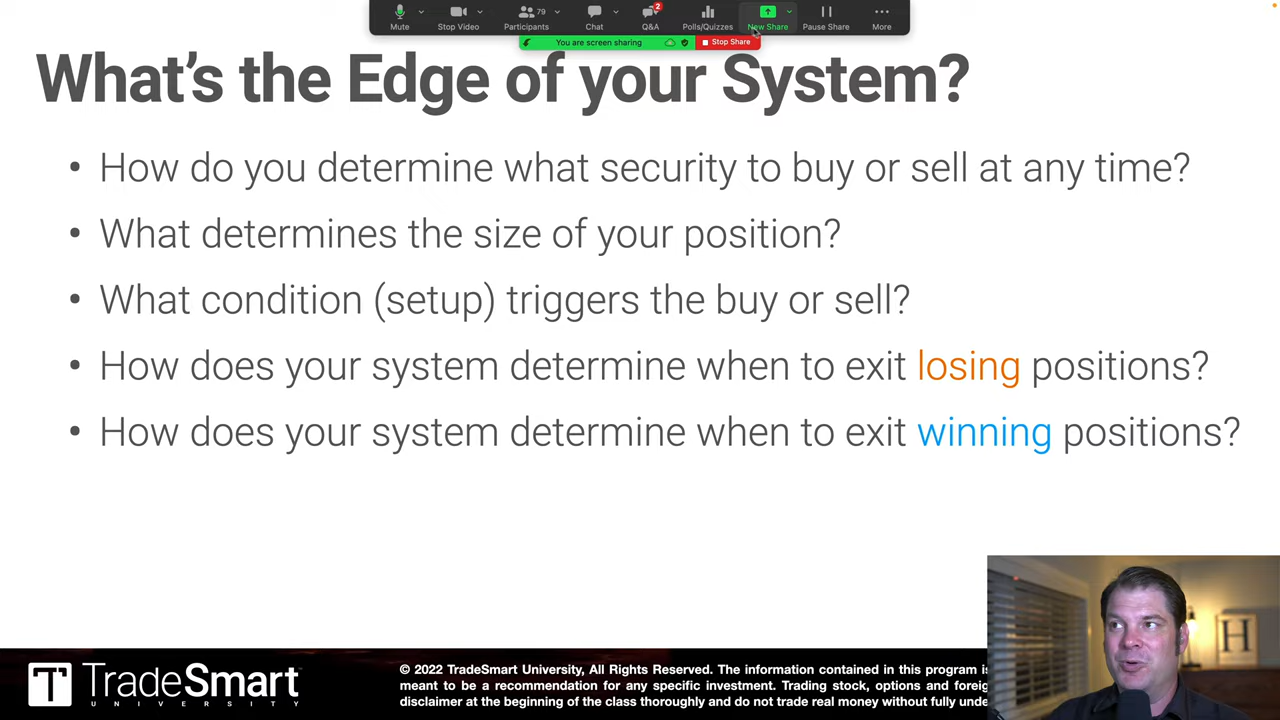 Mute
Stop Video
79
Participants
Chat
2
Q&A
Polls/Quizzes
New Share
Pause Share
More
You are screen sharing
Stop Share
What's the Edge of your System?
• How do you determine what security to buy or sell at any time?
• What determines the size of your position?
• What condition (setup) triggers the buy or sell?
• How does your system determine when to exit losing positions?
• How does your system determine when to exit winning positions?
H
T TradeSmart
UNIVERSITY
© 2022 TradeSmart University, All Rights Reserved. The information contained in this program is
meant to be a recommendation for any specific investment. Trading stock, options and foreig
disclaimer at the beginning of the class thoroughly and do not trade real money without fully unde